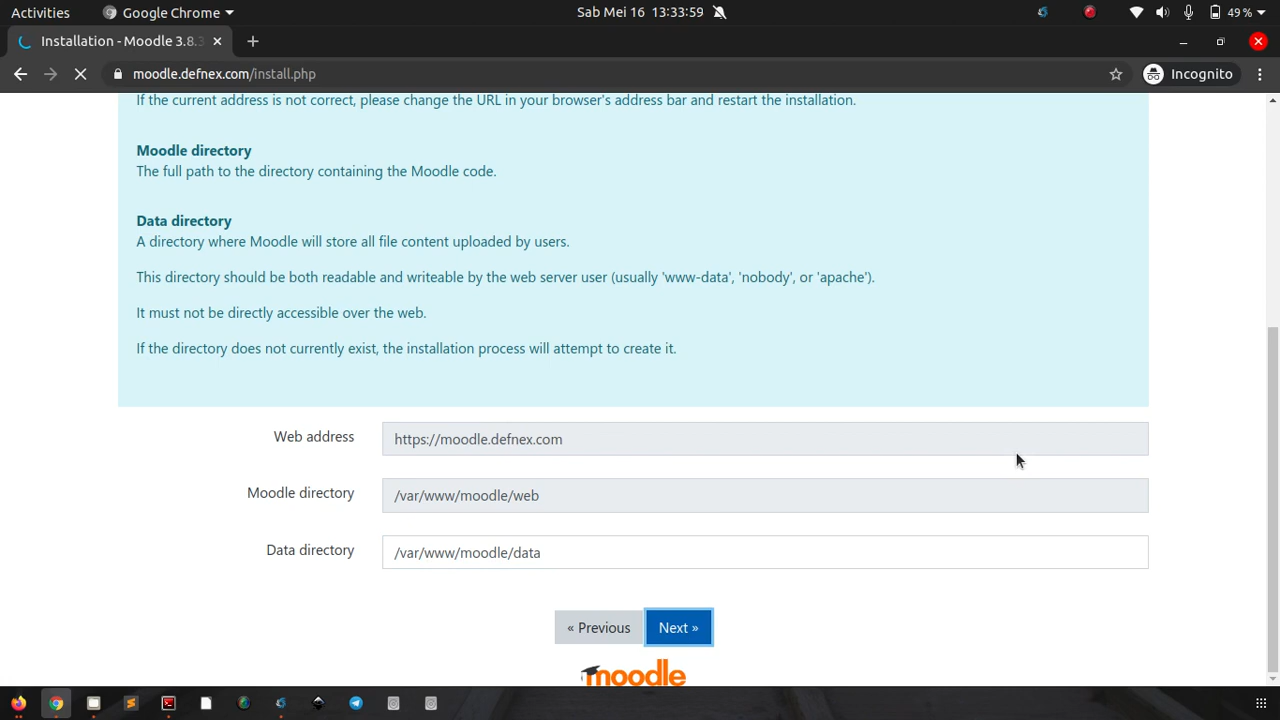 Activities
Google Chrome
Sab Mei 16 13:33:59
49 %
Installation - Moodle 3.8.3
moodle.defnex.com/install.php
Incognito
If the current address is not correct, please change the URL in your browser's address bar and restart the installation.
Moodle directory
The full path to the directory containing the Moodle code.
Data directory
A directory where Moodle will store all file content uploaded by users.
This directory should be both readable and writeable by the web server user (usually 'www-data', 'nobody', or 'apache').
It must not be directly accessible over the web.
If the directory does not currently exist, the installation process will attempt to create it.
Web address
https://moodle.defnex.com
Moodle directory
/var/www/moodle/web
Data directory
/var/www/moodle/data
« Previous
Next »
moodle